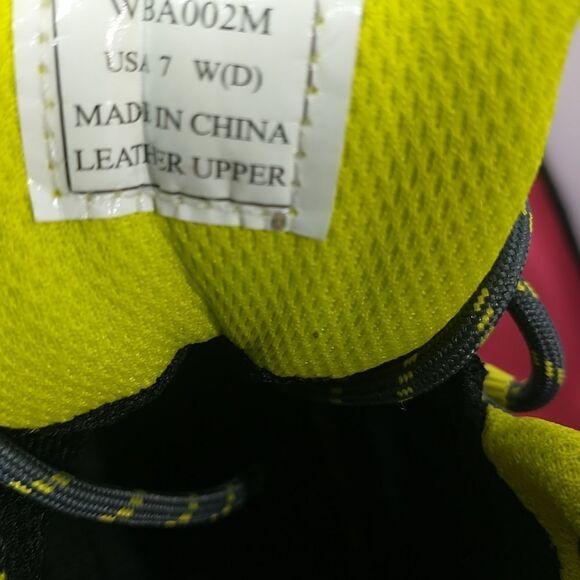 WBA002M
USA 7 W(D)
MADE IN CHINA
LEATHER UPPER